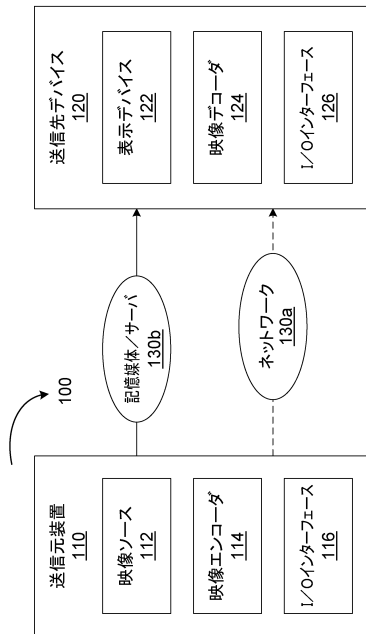 100
送信元装置
110
映像ソース
112
映像エンコーダ
114
I/Oインターフェース
116
記憶媒体/サーバ
130b
ネットワーク
130a
送信先デバイス
120
表示デバイス
122
映像デコーダ
124
I/Oインターフェース
126